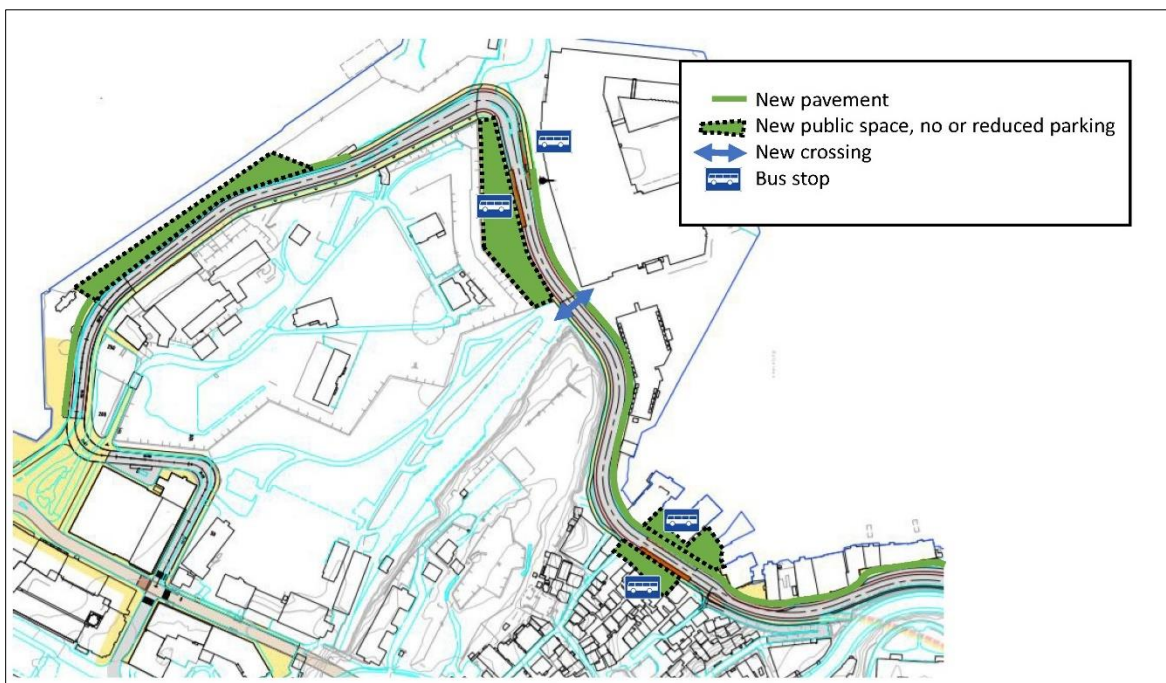 New pavement
New public space, no or reduced parking
New crossing
Bus stop